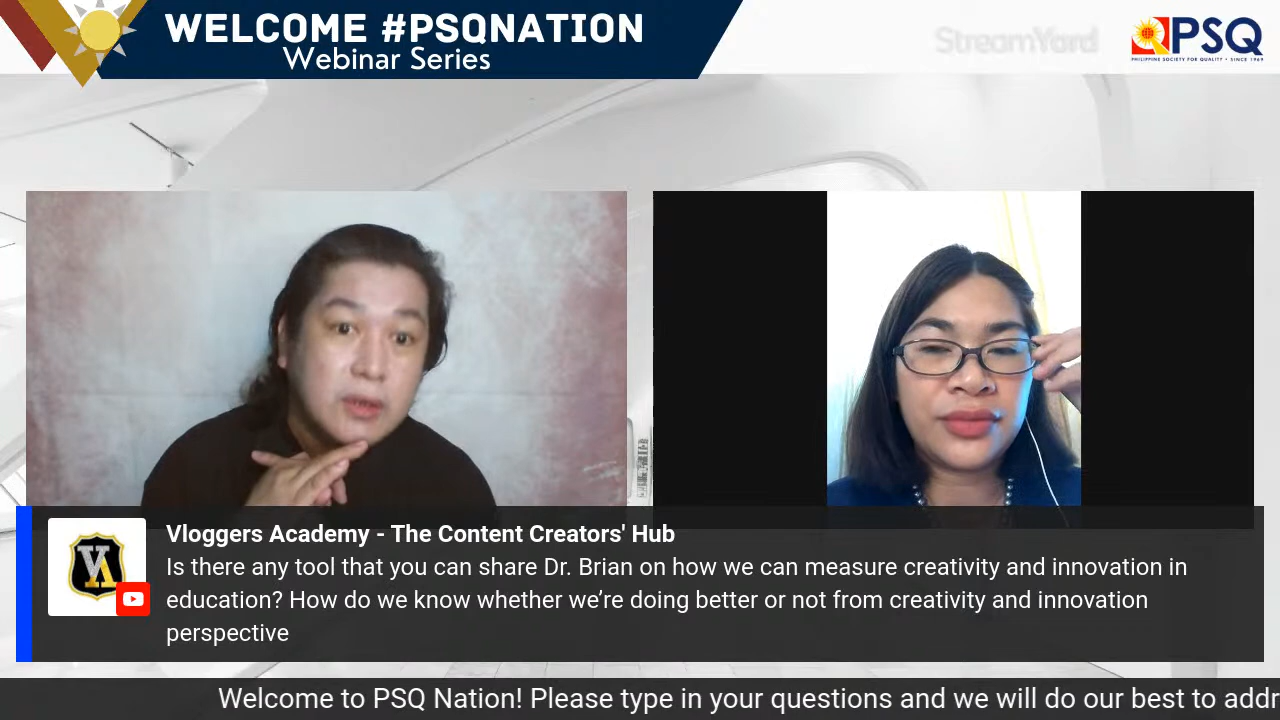 WELCOME #PSQNATION
Webinar Series
StreamYard
PSQ
PHILIPPINE SOCIETY FOR QUALITY • SINCE 1969
Vloggers Academy - The Content Creators' Hub
Is there any tool that you can share Dr. Brian on how we can measure creativity and innovation in
education? How do we know whether we’re doing better or not from creativity and innovation
perspective
Welcome to PSQ Nation! Please type in your questions and we will do our best to addr